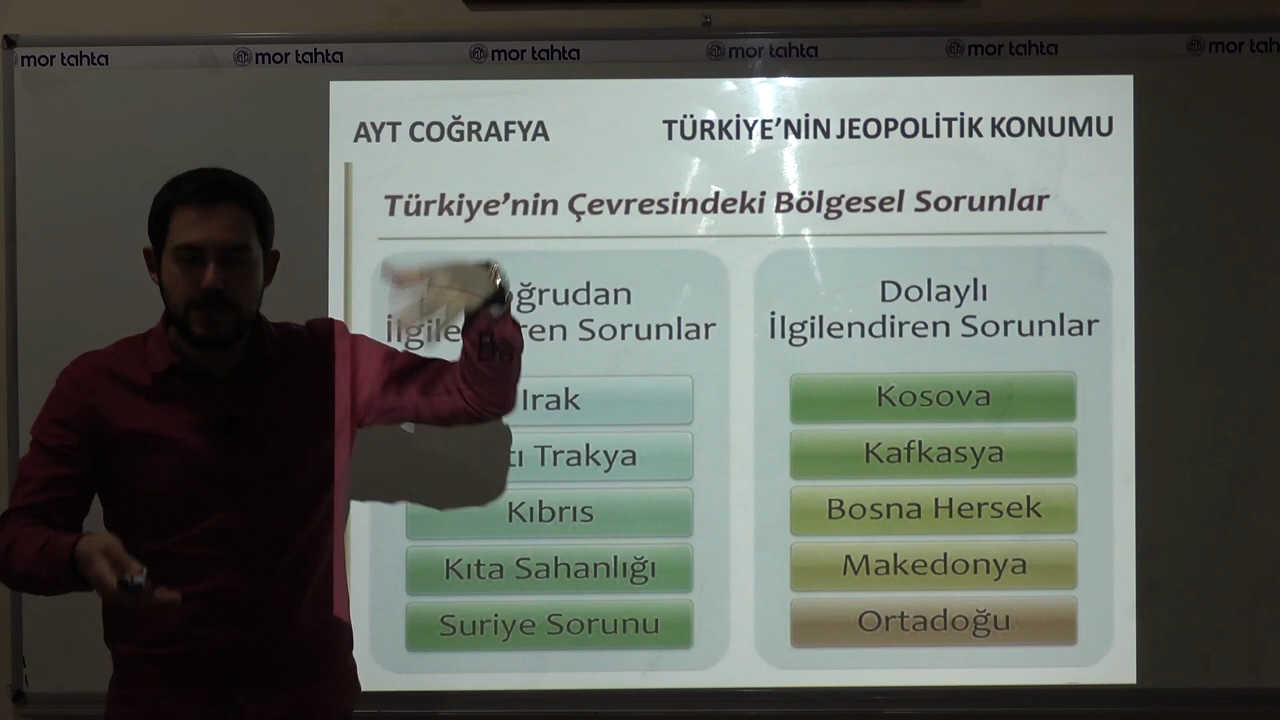 mor tahta mor tahta mor tahta mor tahta mor tahta mor tah
AYT COĞRAFYA
TÜRKİYE'NİN JEOPOLİTİK KONUMU
Türkiye'nin Çevresindeki Bölgesel Sorunlar
ğrudan
İlgile ren Sorunlar
Irak
tı Trakya
Kıbrıs
Kıta Sahanlığı
Suriye Sorunu
Dolaylı
İlgilendiren Sorunlar
Kosova
Kafkasya
Bosna Hersek
Makedonya
Ortadoğu